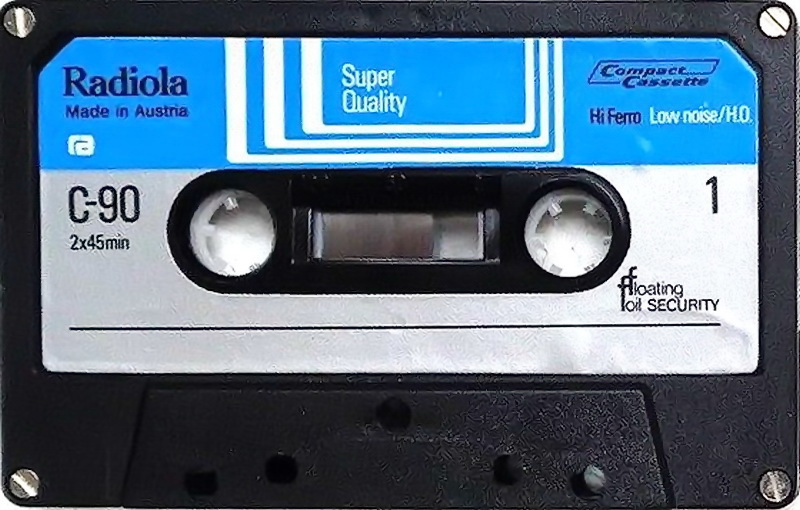 Radiola
Made in Austria
Super
Quality
Compact
Cassette
Hi Ferro Low noise/H.O.
C-90
2x45min
1
floating
foil SECURITY